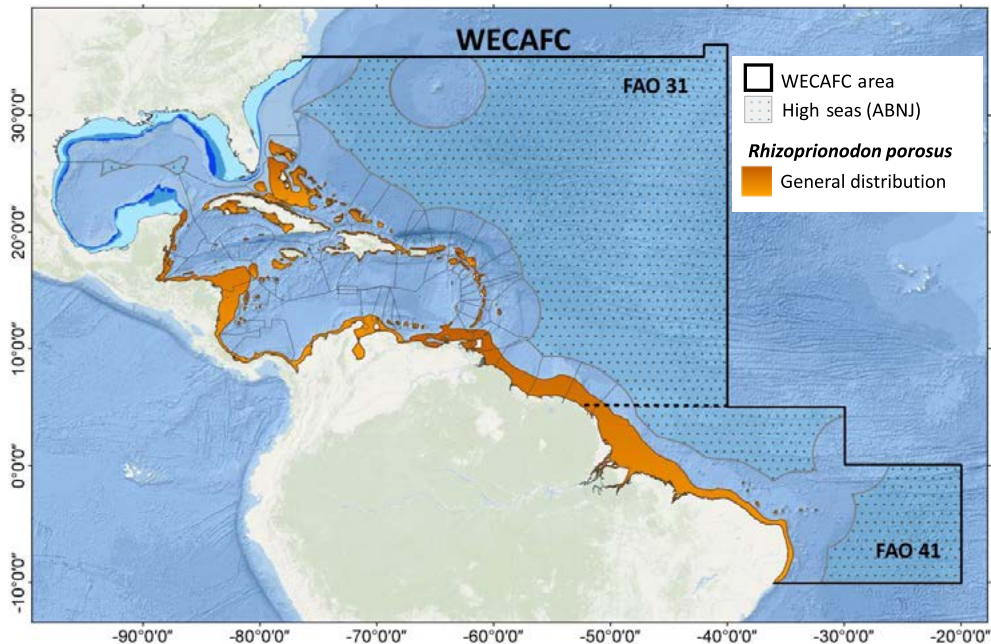 WECAFC
FAO 31
WECAFC area
High seas (ABNJ)
Rhizoprionodon porosus
General distribution
FAO 41
30°0'0"
20°0'0"
10°0'0"
0°0'0"
-10°0'0"
-90°0'0"
-80°0'0"
-70°0'0"
-60°0'0"
-50°0'0"
-40°0'0"
-30°0'0"
-20°0'0"